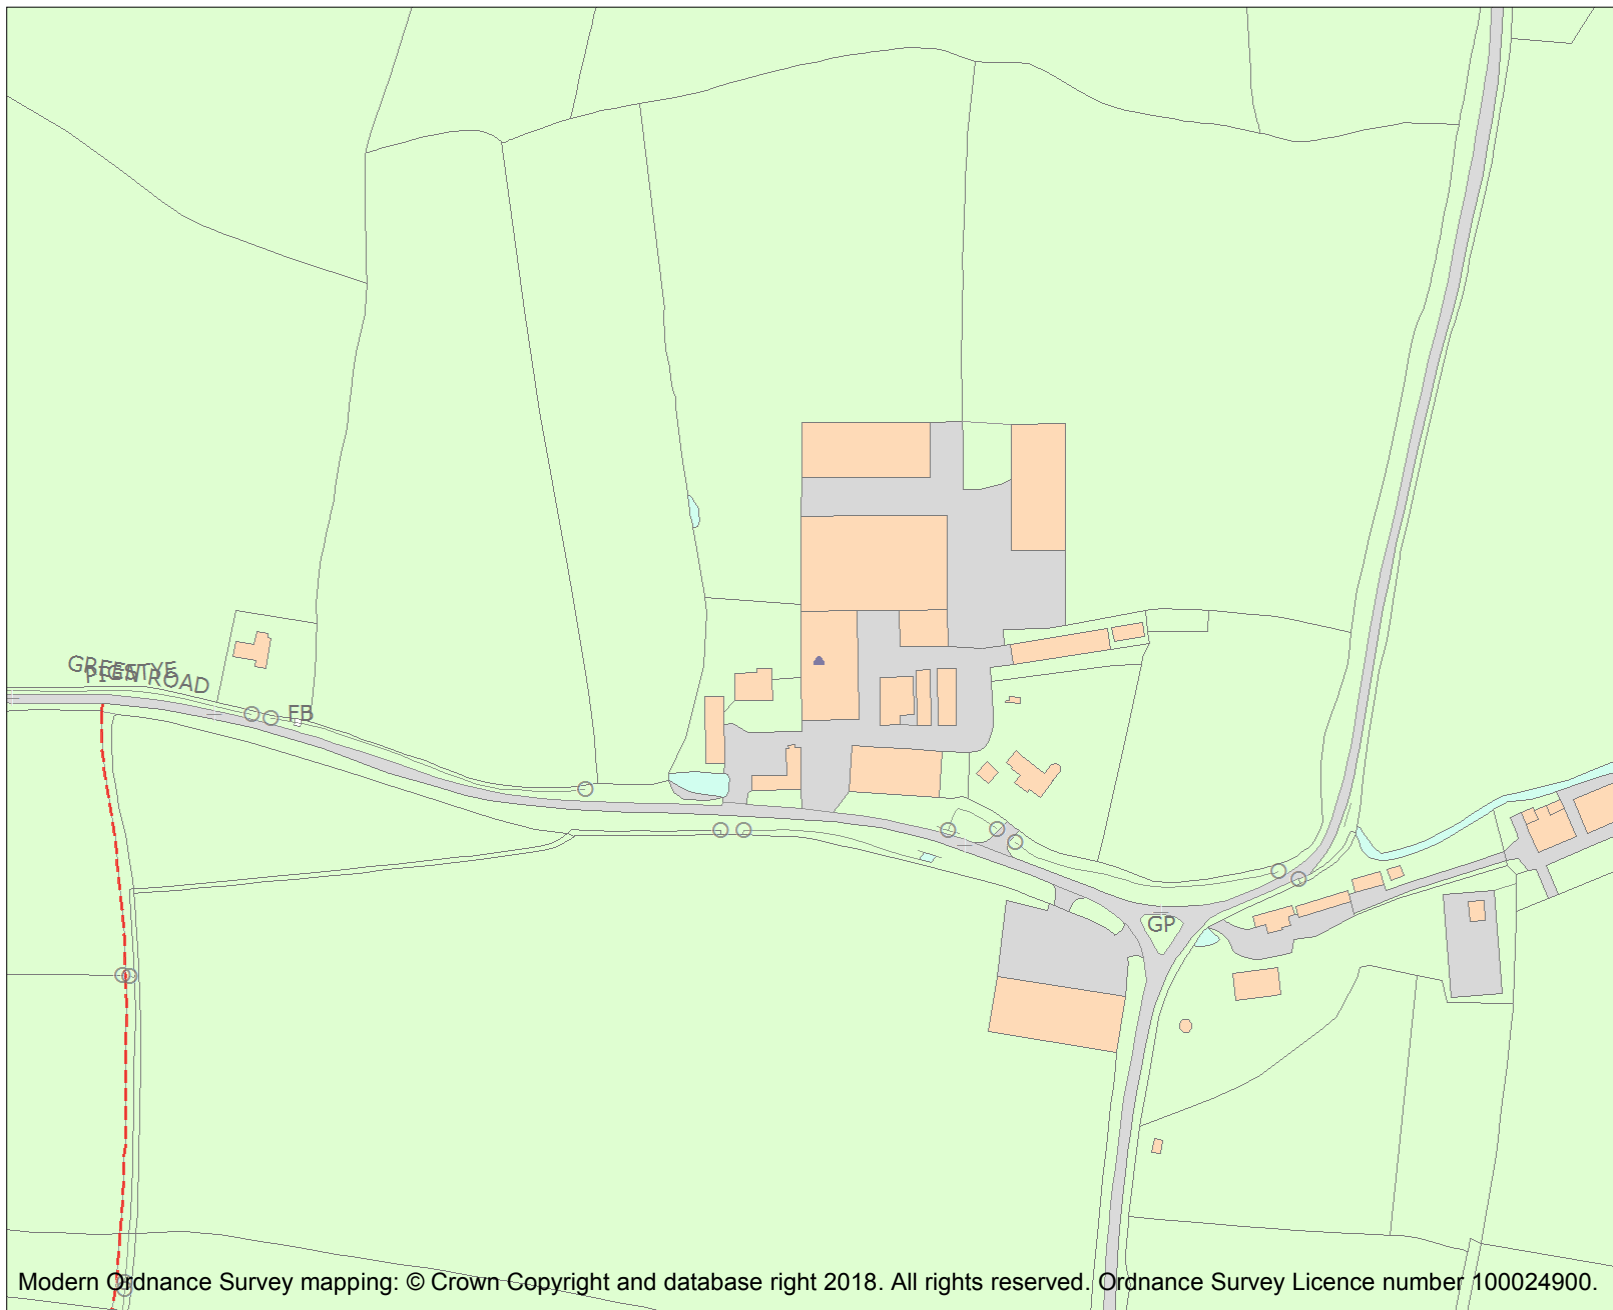 ROAD
FB
GP
Modern Ordnance Survey mapping: © Crown Copyright and database right 2018. All rights reserved. Ordnance Survey Licence number 100024900.